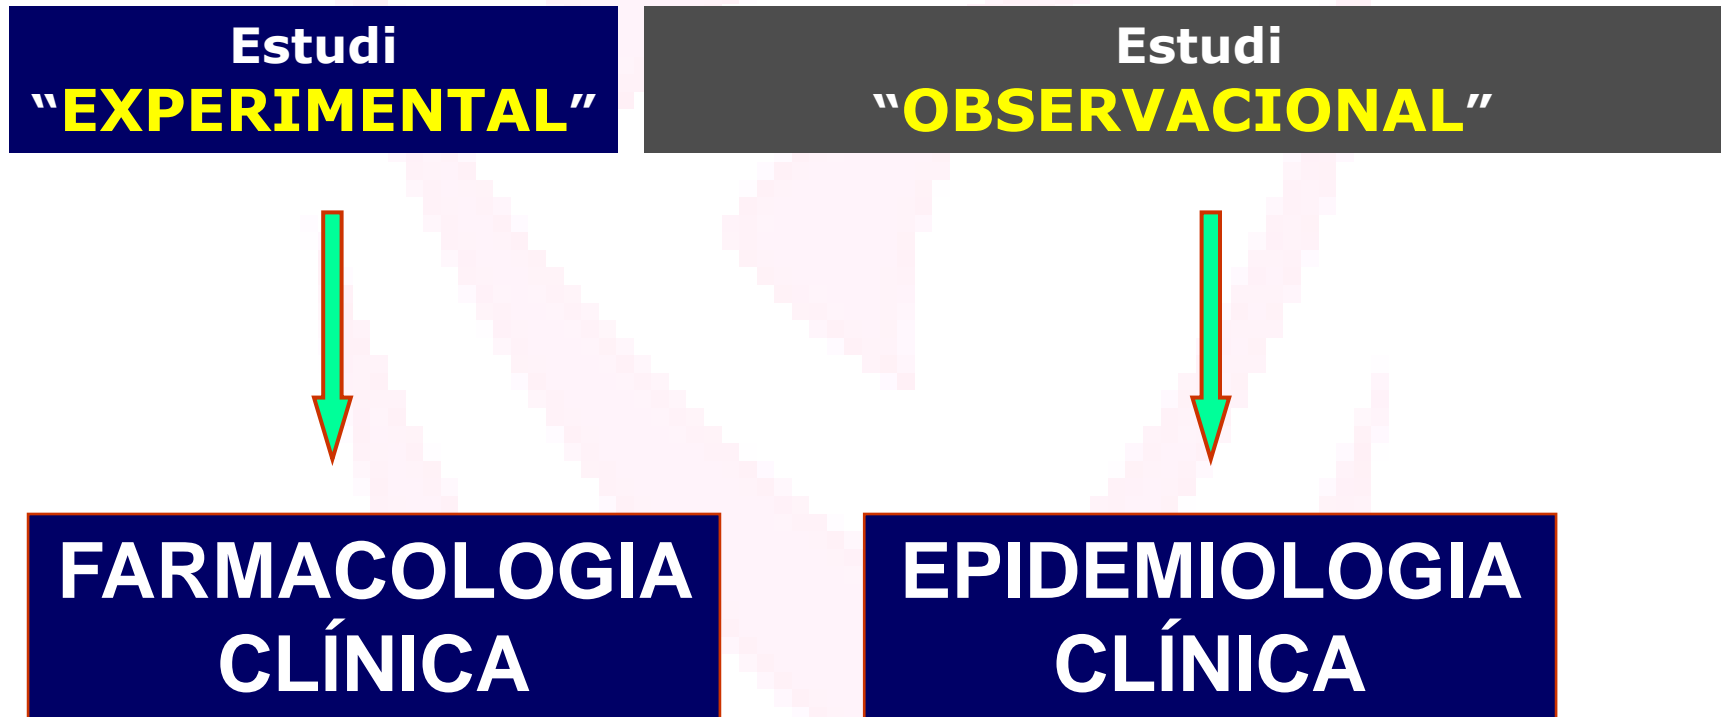 Estudi
“EXPERIMENTAL”
Estudi
“OBSERVACIONAL”
FARMACOLOGIA
CLÍNICA
EPIDEMIOLOGIA
CLÍNICA